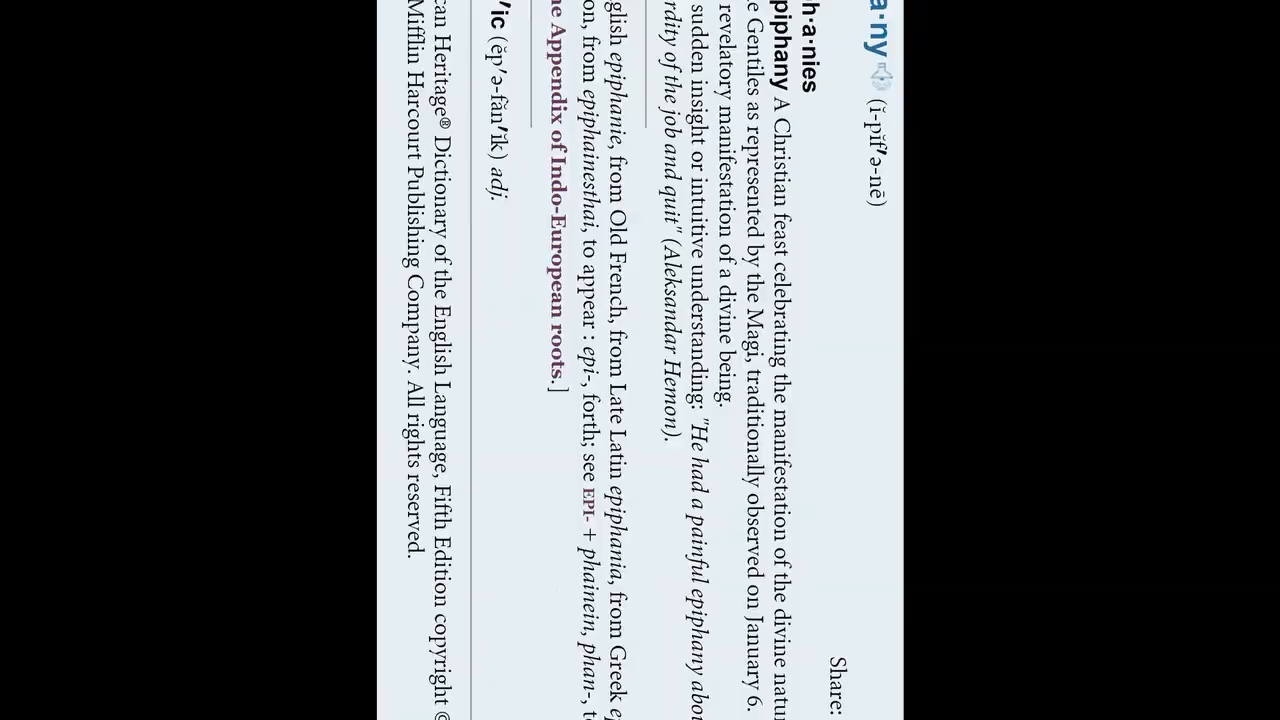 a·ny (ĭ-pĭf′ə-nē)
Share:
h·a·nies
piphany A Christian feast celebrating the manifestation of the divine natu
e Gentiles as represented by the Magi, traditionally observed on January 6.
revelatory manifestation of a divine being.
sudden insight or intuitive understanding: "He had a painful epiphany abou
rdity of the job and quit" (Aleksandar Hemon).
glish epiphanie, from Old French, from Late Latin epiphania, from Greek e
on, from epiphainesthai, to appear : epi-, forth; see EPI- + phainein, phan-, t
ne Appendix of Indo-European roots.]
′ic (ĕp′ə-făn′ĭk) adj.
can Heritage® Dictionary of the English Language, Fifth Edition copyright ©
Mifflin Harcourt Publishing Company. All rights reserved.